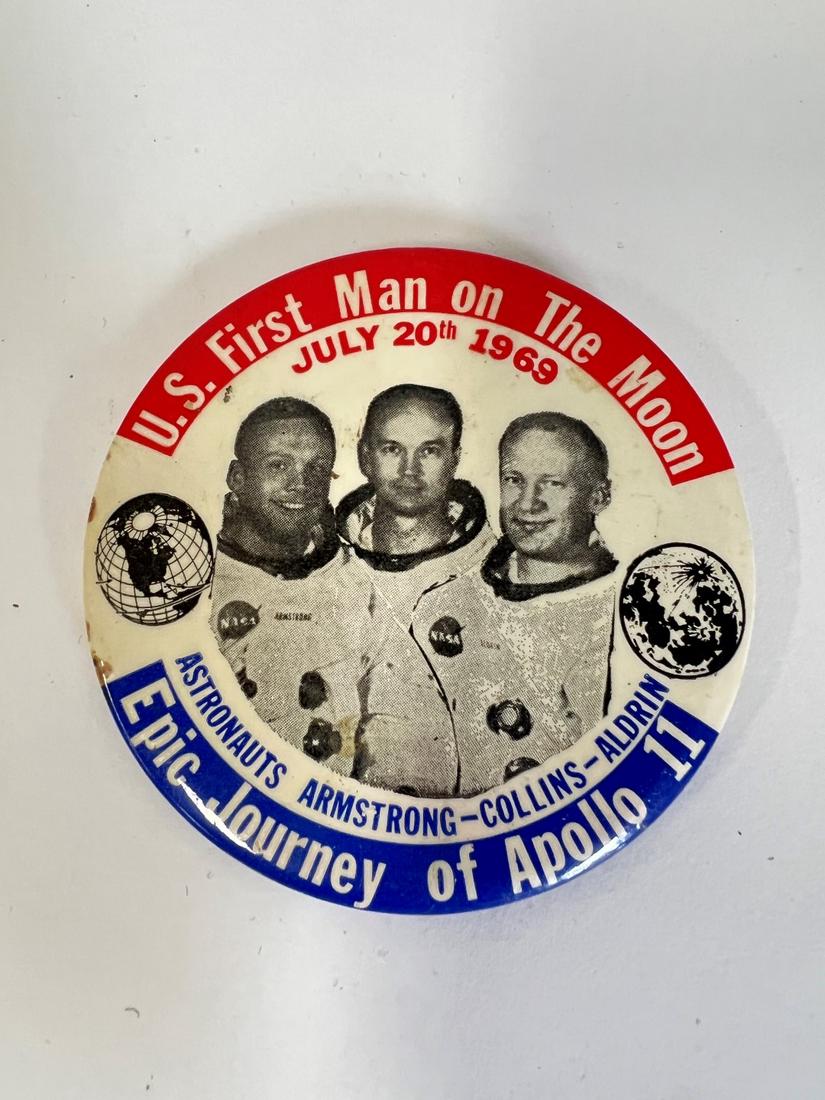 U.S. First Man on The Moon
JULY 20th 1969
ARMSTRONG
NASA
NASA
ALDRIN
ASTRONAUTS ARMSTRONG-COLLINS-ALDRIN
Epic Journey of Apollo 11